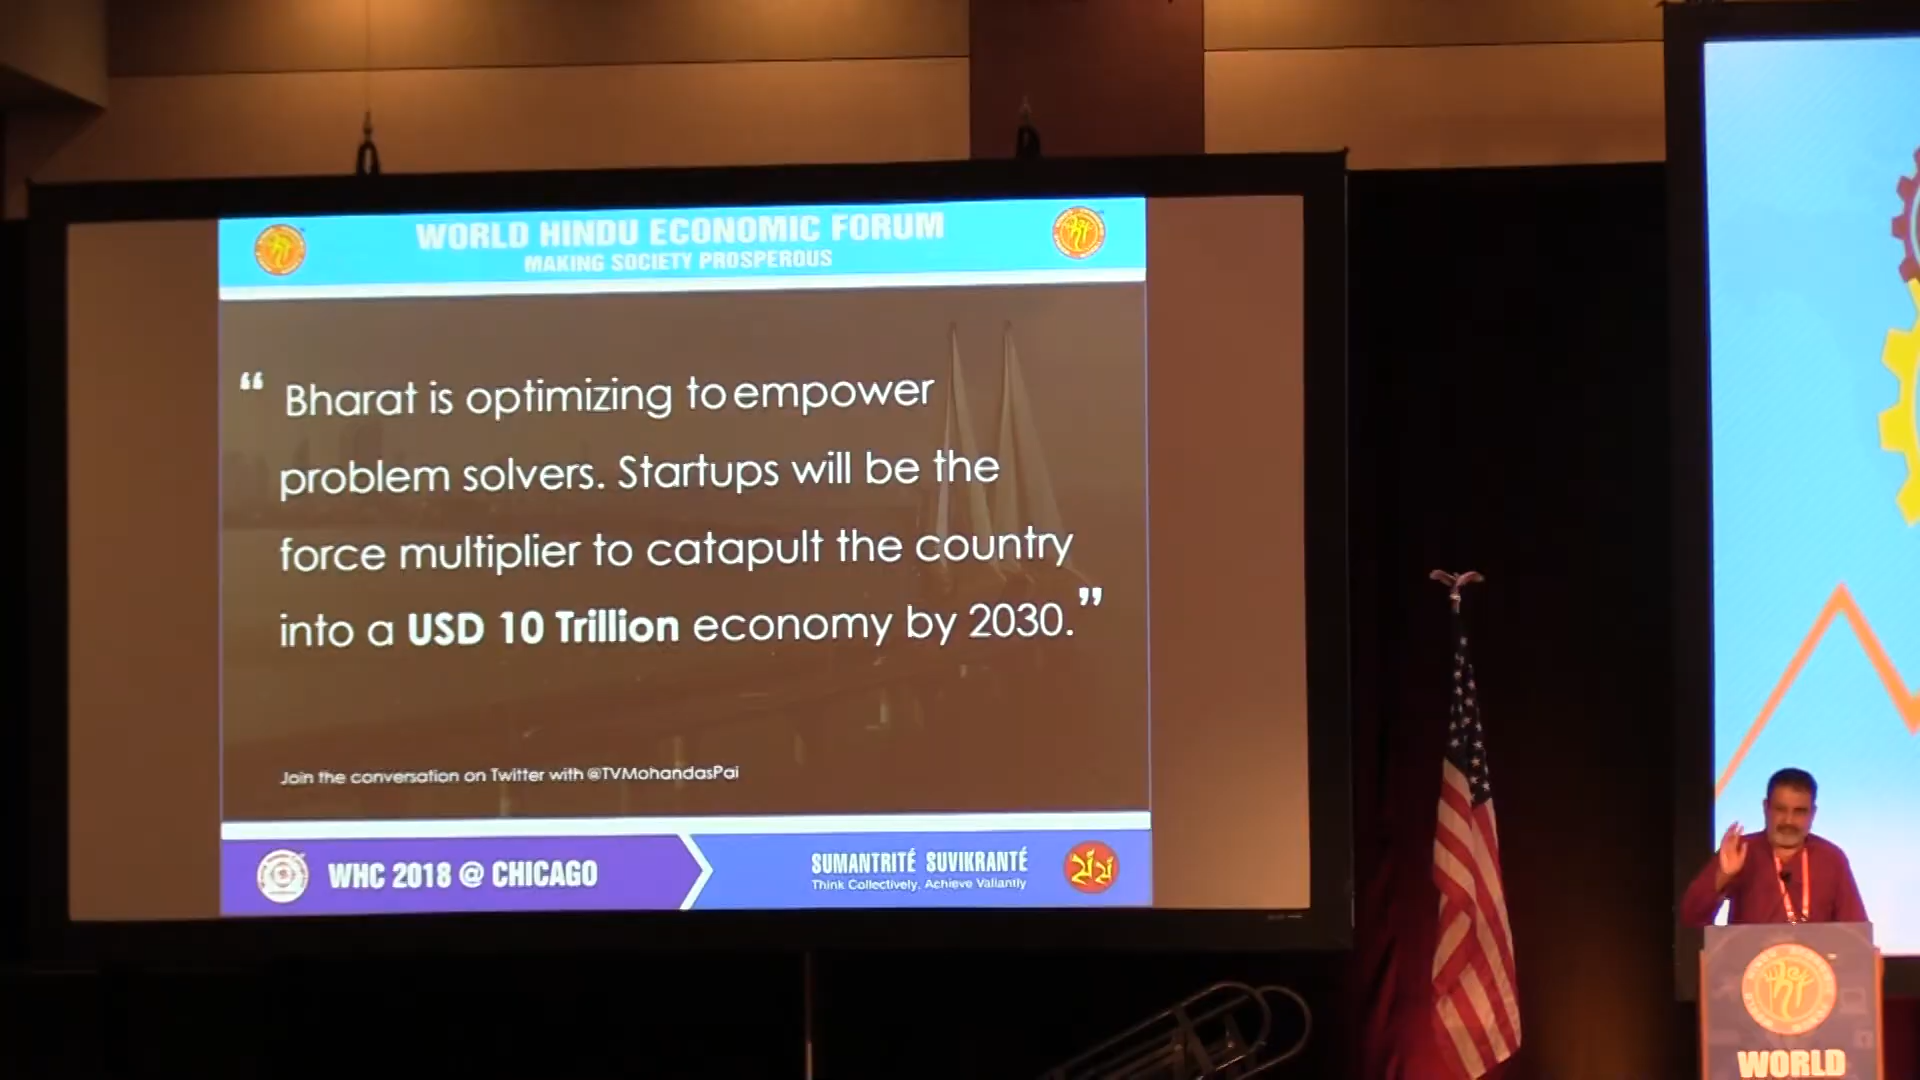 WORLD HINDU ECONOMIC FORUM
MAKING SOCIETY PROSPEROUS
“ Bharat is optimizing to empower
problem solvers. Startups will be the
force multiplier to catapult the country
into a USD 10 Trillion economy by 2030.”
Join the conversation on Twitter with @TVMohandasPai
WHC 2018 @ CHICAGO
SUMANTRITÉ SUVIKRANTÉ
Think Collectively, Achieve Valiantly
WORLD